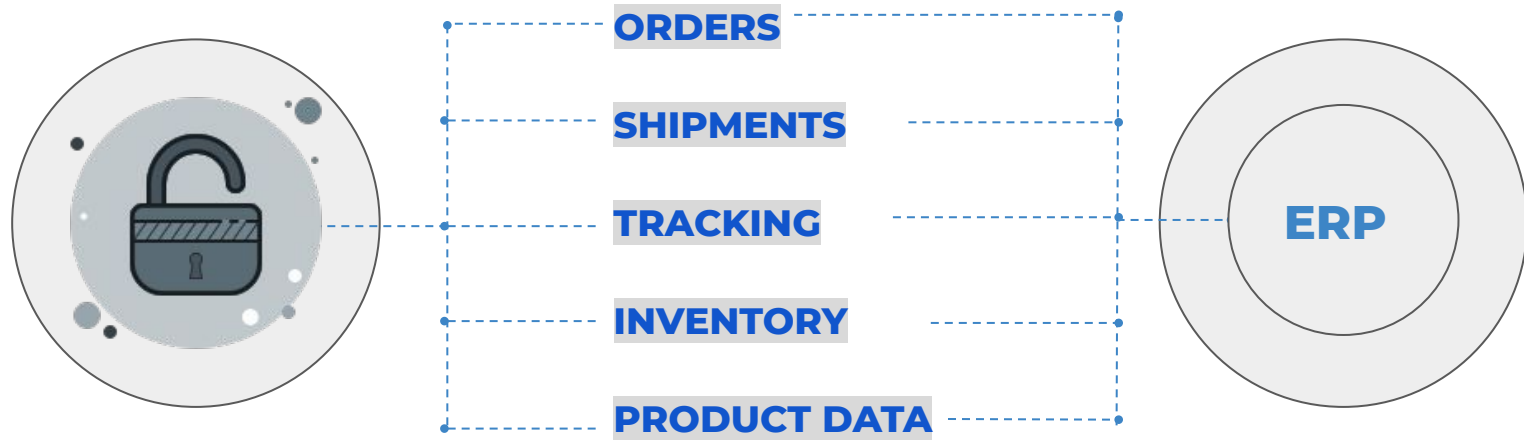 ORDERS
SHIPMENTS
TRACKING
ERP
INVENTORY
PRODUCT DATA